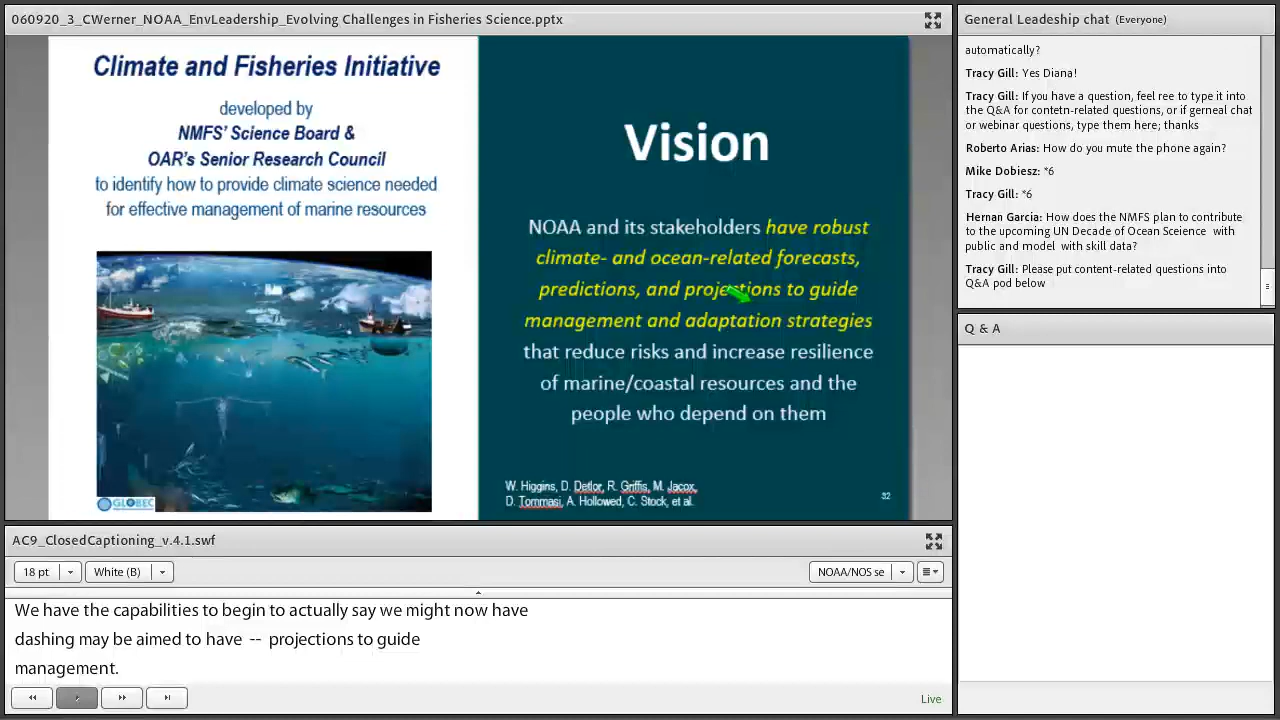 060920_3_CWerner_NOAA_EnvLeadership_Evolving Challenges in Fisheries Science.pptx
Climate and Fisheries Initiative
developed by
NMFS' Science Board &
OAR's Senior Research Council
to identify how to provide climate science needed
for effective management of marine resources
GLOBEC
Vision
NOAA and its stakeholders have robust
climate- and ocean-related forecasts,
predictions, and projections to guide
management and adaptation strategies
that reduce risks and increase resilience
of marine/coastal resources and the
people who depend on them
W. Higgins, D. Detlor, R. Griffis, M. Jacox,
D. Tommasi, A. Hollowed, C. Stock, et al.
32
AC9_ClosedCaptioning_v.4.1.swf
18 pt
White (B)
NOAA/NOS se
We have the capabilities to begin to actually say we might now have
dashing may be aimed to have -- projections to guide
management.
Live
General Leadership chat (Everyone)
automatically?
Tracy Gill: Yes Diana!
Tracy Gill: If you have a question, feel ree to type it into
the Q&A for contetn-related questions, or if gerneal chat
or webinar questions, type them here; thanks
Roberto Arias: How do you mute the phone again?
Mike Dobiesz: *6
Tracy Gill: *6
Hernan Garcia: How does the NMFS plan to contribute
to the upcoming UN Decade of Ocean Sceience with
public and model with skill data?
Tracy Gill: Please put content-related questions into
Q&A pod below
Q & A